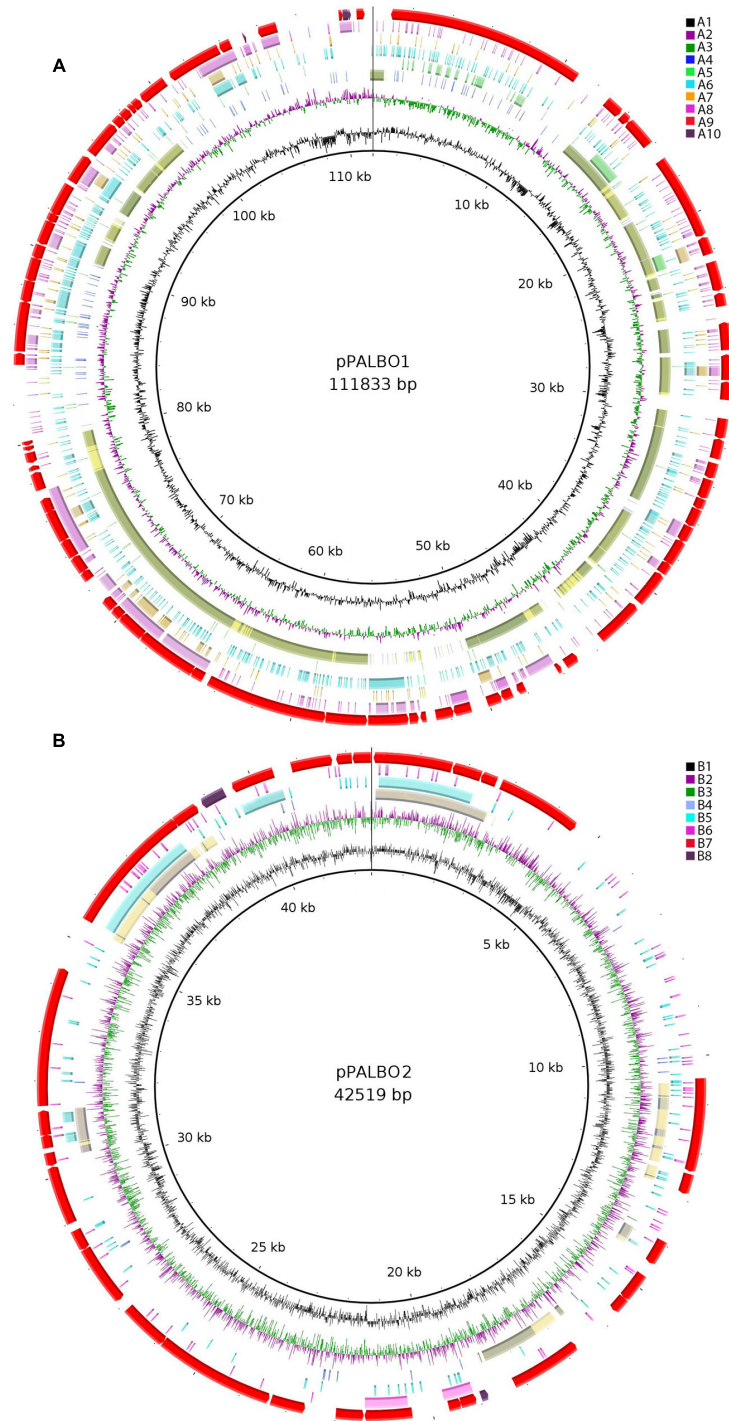 A
A1
A2
A3
A4
A5
A6
A7
A8
A9
A10
110 kb
10 kb
100 kb
20 kb
90 kb
pPALBO1
111833 bp
30 kb
80 kb
40 kb
70 kb
50 kb
60 kb
B
B1
B2
B3
B4
B5
B6
B7
B8
40 kb
5 kb
35 kb
10 kb
pPALBO2
42519 bp
30 kb
15 kb
25 kb
20 kb